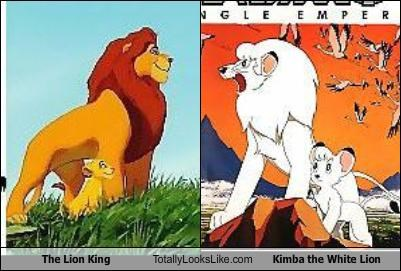 NGLE EMPER
The Lion King
TotallyLooksLike.com
Kimba the White Lion